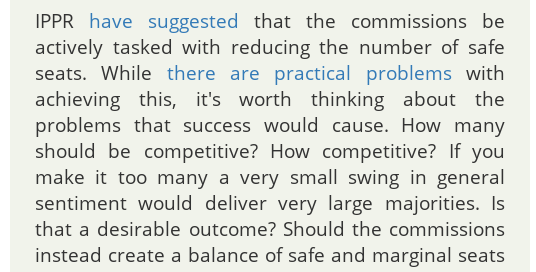 IPPR have suggested that the commissions be
actively tasked with reducing the number of safe
seats. While there are practical problems with
achieving this, it's worth thinking about the
problems that success would cause. How many
should be competitive? How competitive? If you
make it too many a very small swing in general
sentiment would deliver very large majorities. Is
that a desirable outcome? Should the commissions
instead create a balance of safe and marginal seats